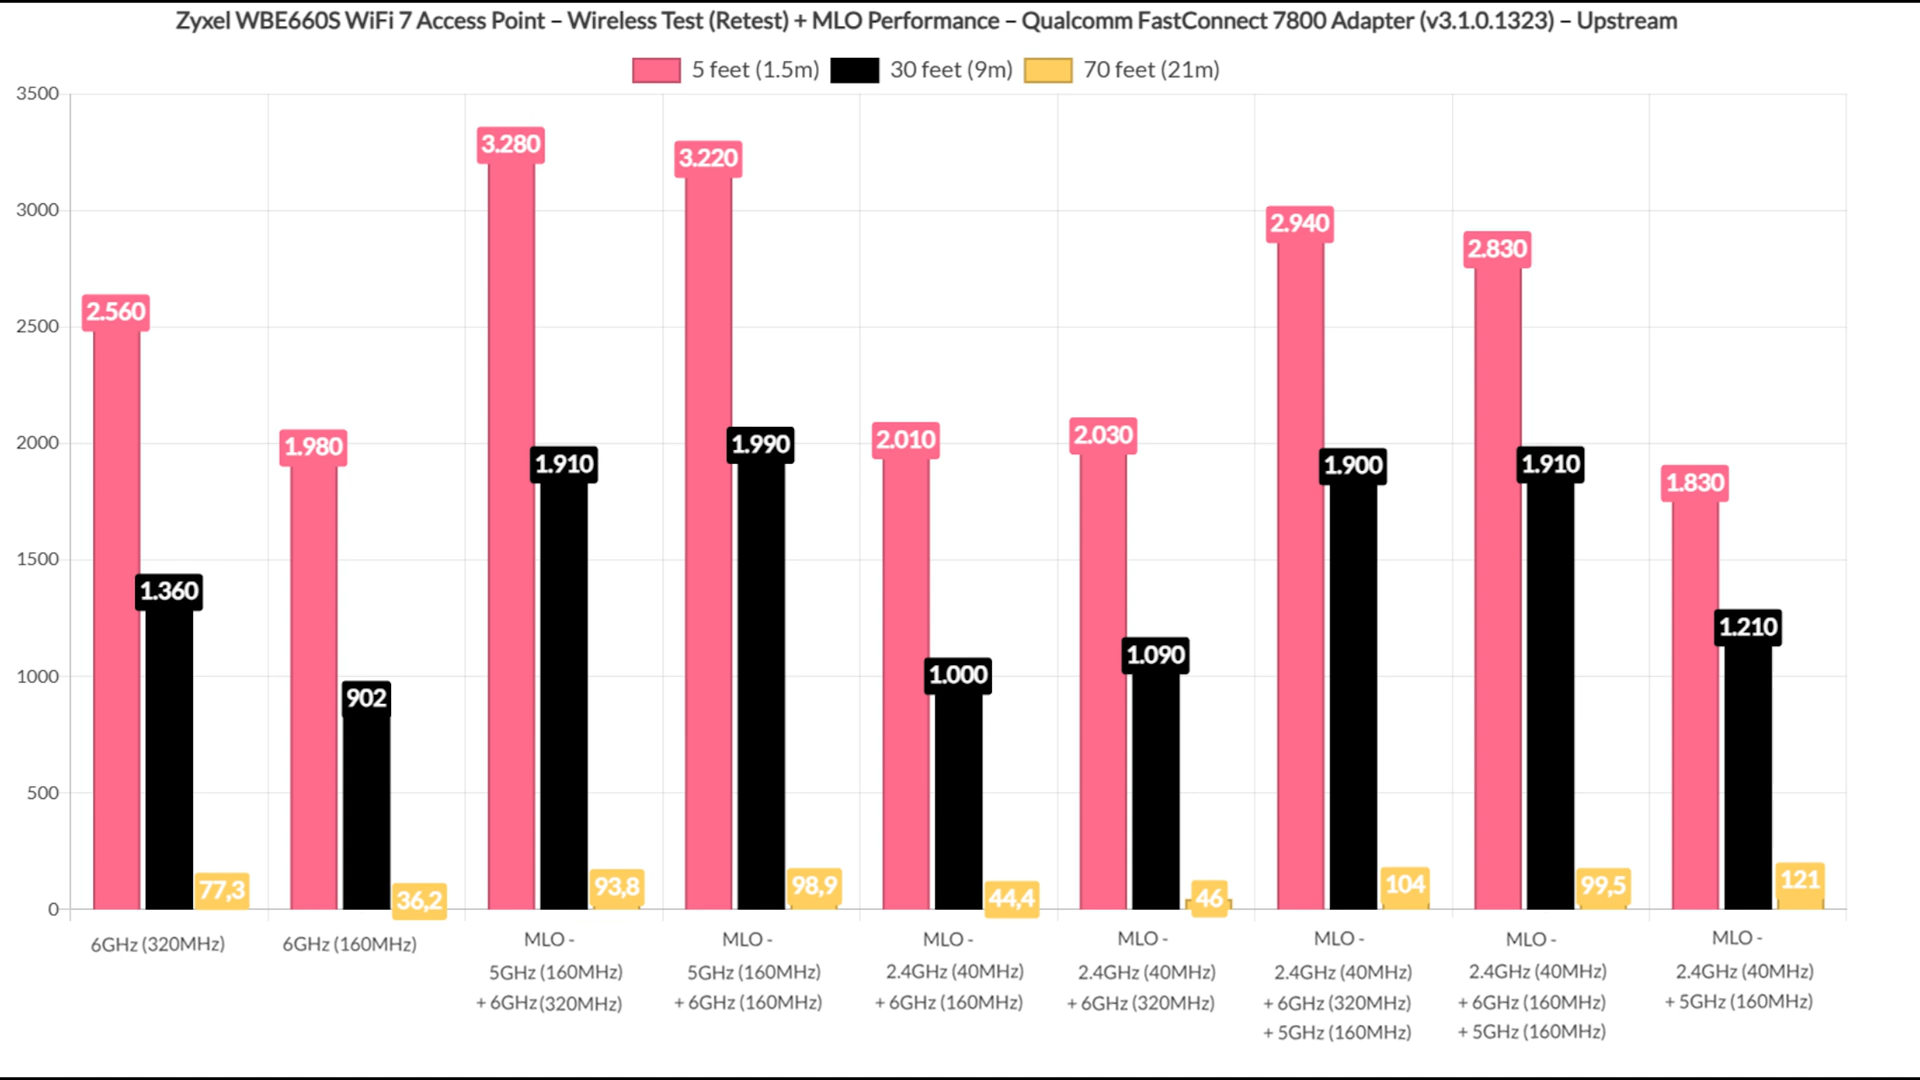 Zyxel WBE660S WiFi 7 Access Point – Wireless Test (Retest) + MLO Performance – Qualcomm FastConnect 7800 Adapter (v3.1.0.1323) – Upstream
5 feet (1.5m) 30 feet (9m) 70 feet (21m)
3500
3000
2500
2000
1500
1000
500
0
2.560
1.360
77,3
1.980
902
36,2
3.280
1.910
93,8
3.220
1.990
98,9
2.010
1.000
44,4
2.030
1.090
46
2.940
1.900
104
2.830
1.910
99,5
1.830
1.210
121
6GHz (320MHz)
6GHz (160MHz)
MLO -
5GHz (160MHz)
+ 6GHz (320MHz)
MLO -
5GHz (160MHz)
+ 6GHz (160MHz)
MLO -
2.4GHz (40MHz)
+ 6GHz (160MHz)
MLO -
2.4GHz (40MHz)
+ 6GHz (320MHz)
MLO -
2.4GHz (40MHz)
+ 6GHz (320MHz)
+ 5GHz (160MHz)
MLO -
2.4GHz (40MHz)
+ 6GHz (160MHz)
+ 5GHz (160MHz)
MLO -
2.4GHz (40MHz)
+ 5GHz (160MHz)